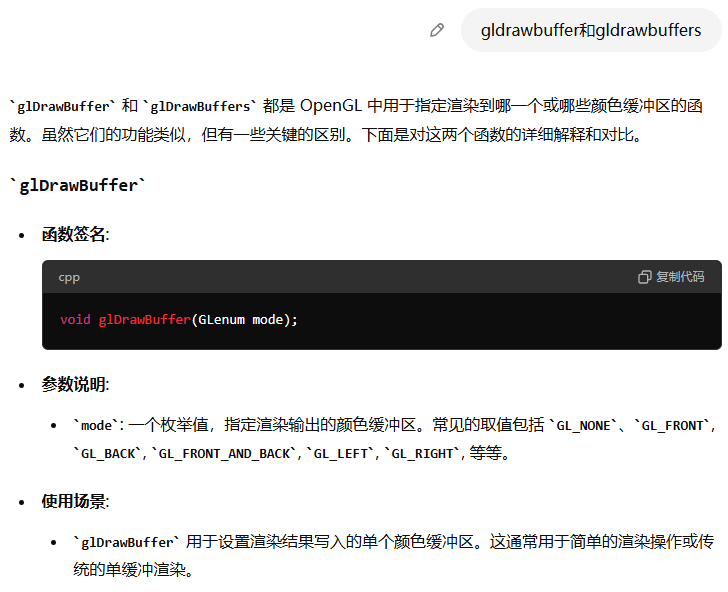 gldrawbuffer和gldrawbuffers
`glDrawBuffer` 和 `glDrawBuffers` 都是 OpenGL 中用于指定渲染到哪一个或哪些颜色缓冲区的函
数。虽然它们的功能类似，但有一些关键的区别。下面是对这两个函数的详细解释和对比。
`glDrawBuffer`
• 函数签名:
cpp
复制代码
void glDrawBuffer(GLenum mode);
• 参数说明:
• `mode`: 一个枚举值，指定渲染输出的颜色缓冲区。常见的取值包括 `GL_NONE`、`GL_FRONT`,
`GL_BACK`, `GL_FRONT_AND_BACK`, `GL_LEFT`, `GL_RIGHT`, 等等。
• 使用场景:
• `glDrawBuffer` 用于设置渲染结果写入的单个颜色缓冲区。这通常用于简单的渲染操作或传
统的单缓冲渲染。